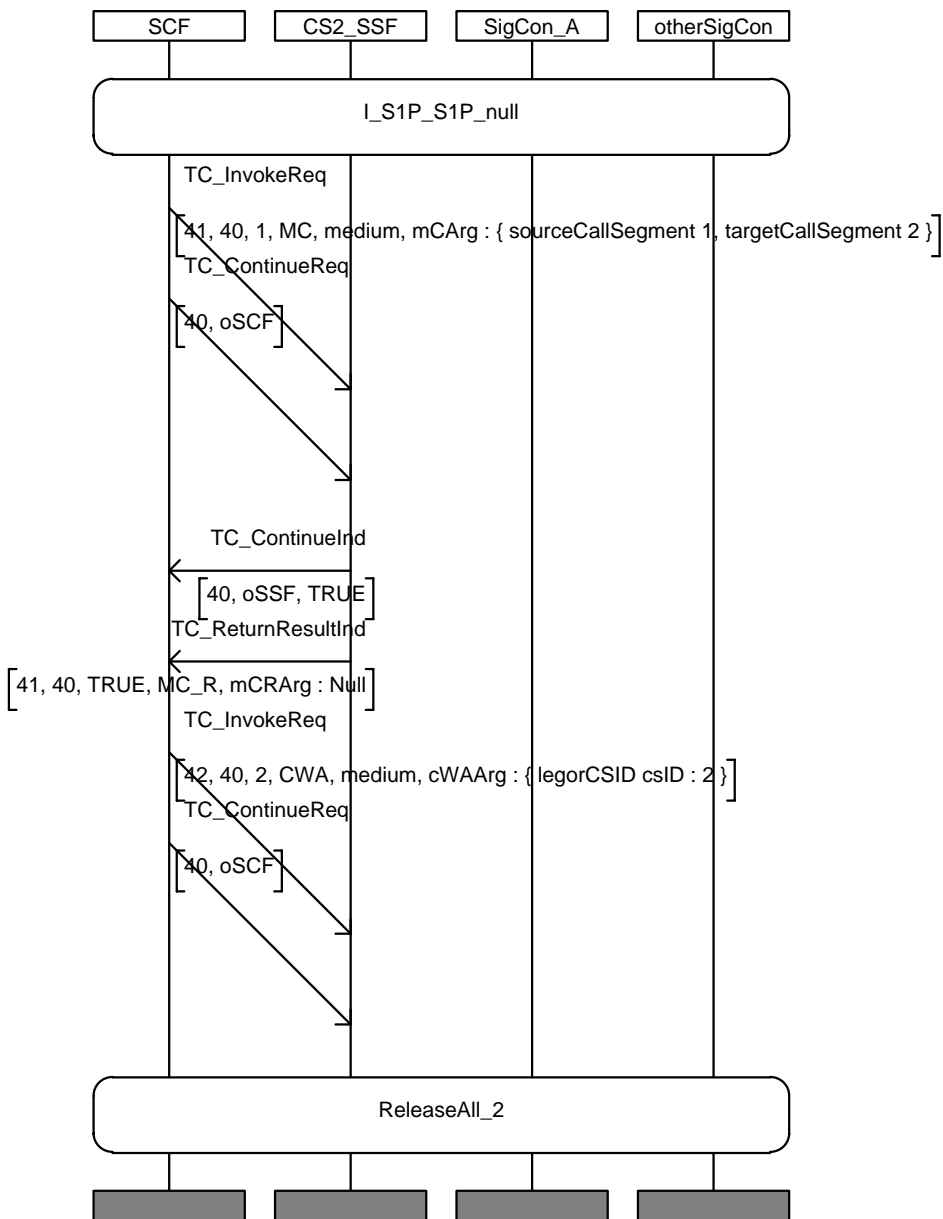 SCF
CS2_SSF
SigCon_A
otherSigCon
I_S1P_S1P_null
TC_InvokeReq
41, 40, 1, MC, medium, mCArg : { sourceCallSegment 1, targetCallSegment 2 }
TC_ContinueReq
40, oSCF
TC_ContinueInd
40, oSSF, TRUE
TC_ReturnResultInd
41, 40, TRUE, MC_R, mCRArg : Null
TC_InvokeReq
42, 40, 2, CWA, medium, cWAArg : { legorCSID csID : 2 }
TC_ContinueReq
40, oSCF
ReleaseAll_2